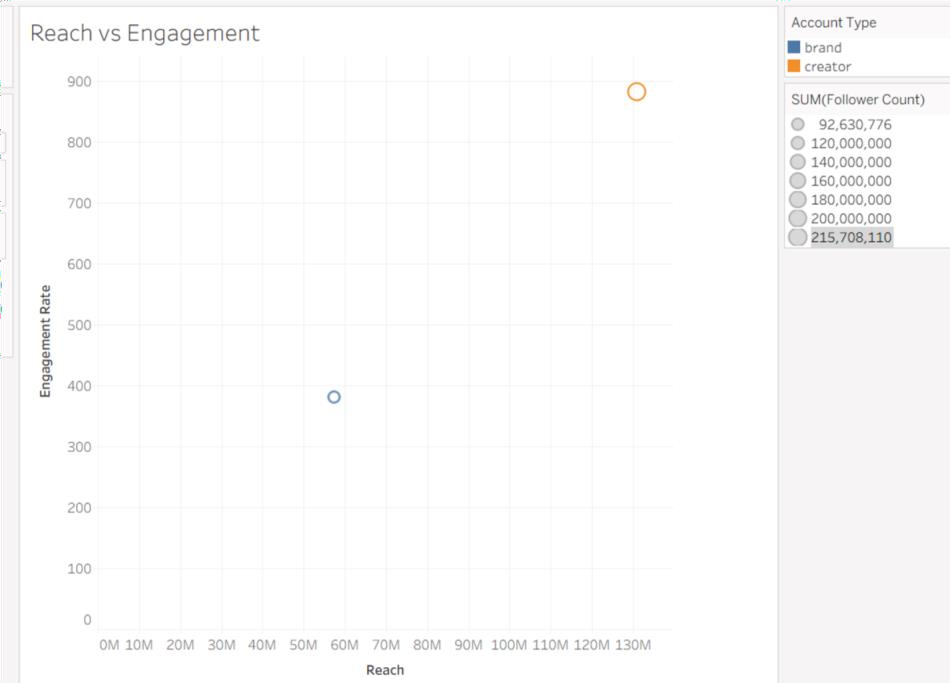 Reach vs Engagement
900
800
700
600
500
400
300
200
100
0
Engagement Rate
0M 10M 20M 30M 40M 50M 60M 70M 80M 90M 100M 110M 120M 130M
Reach
Account Type
brand
creator
SUM(Follower Count)
92,630,776
120,000,000
140,000,000
160,000,000
180,000,000
200,000,000
215,708,110